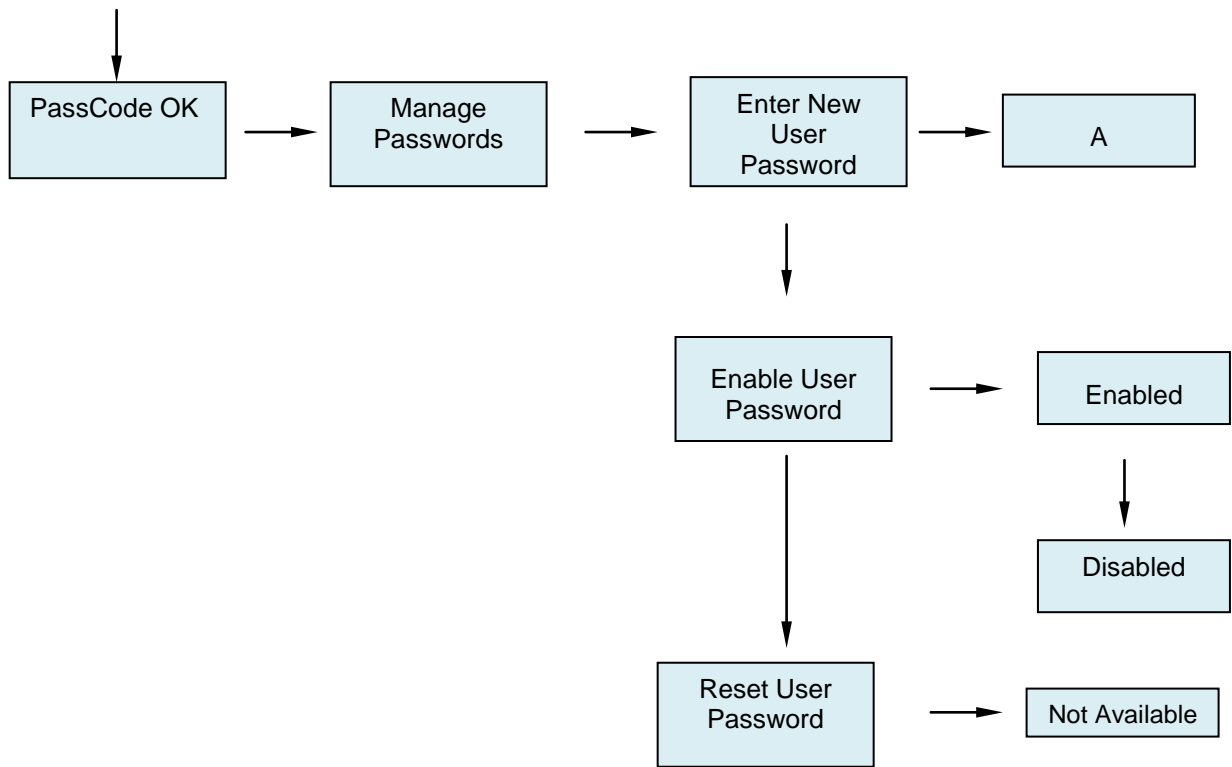 PassCode OK
Manage
Passwords
Enter New
User
Password
A
Enable User
Password
Enabled
Disabled
Reset User
Password
Not Available